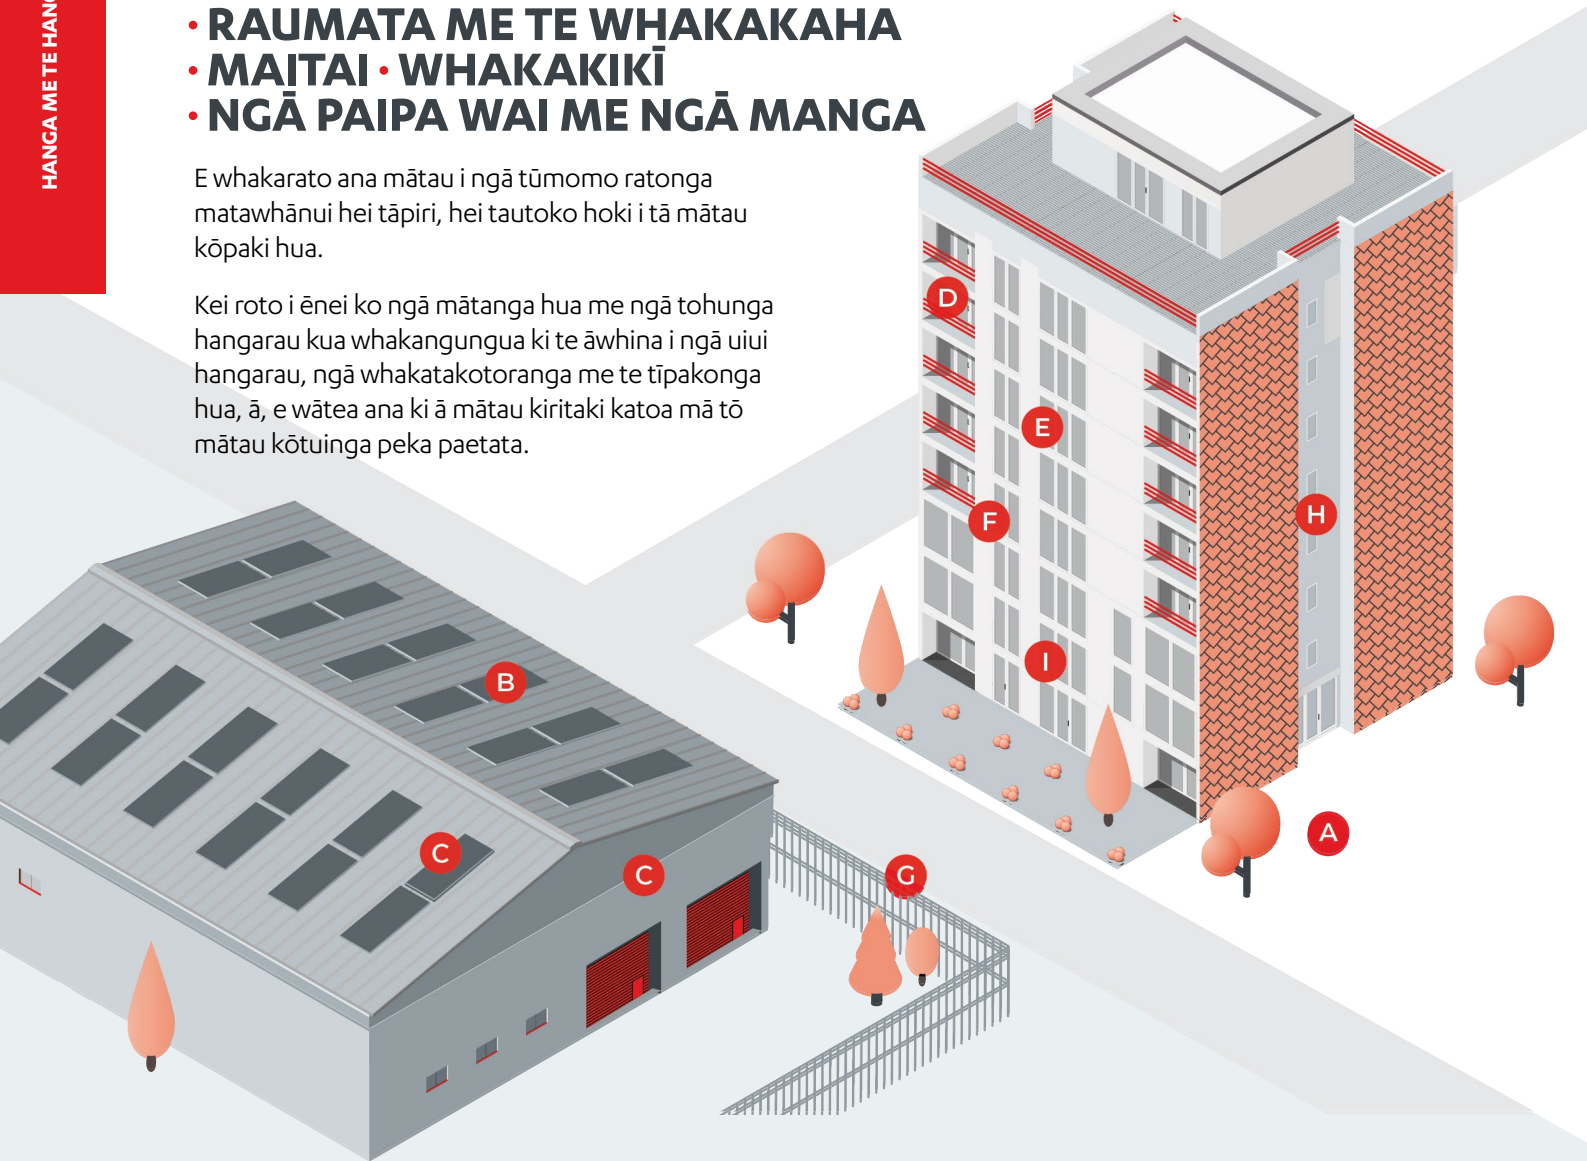 HANGA ME TE
• RAUMATA ME TE WHAKAKAHA
• MAITAI • WHAKAKIKĪ
• NGĀ PAIPA WAI ME NGĀ MANGA
E whakarato ana mātau i ngā tūmomo ratonga
matawhānui hei tāpiri, hei tautoko hoki i tā mātau
kōpaki hua.
Kei roto i ēnei ko ngā mātanga hua me ngā tohunga
hangarau kua whakangungua ki te āwhina i ngā uiui
hangarau, ngā whakatakotoranga me te tīpakonga
hua, ā, e wātea ana ki ā mātau kiritaki katoa mā tō
mātau kōtuinga peka paetata.
D
E
F
H
I
B
A
C
C
G